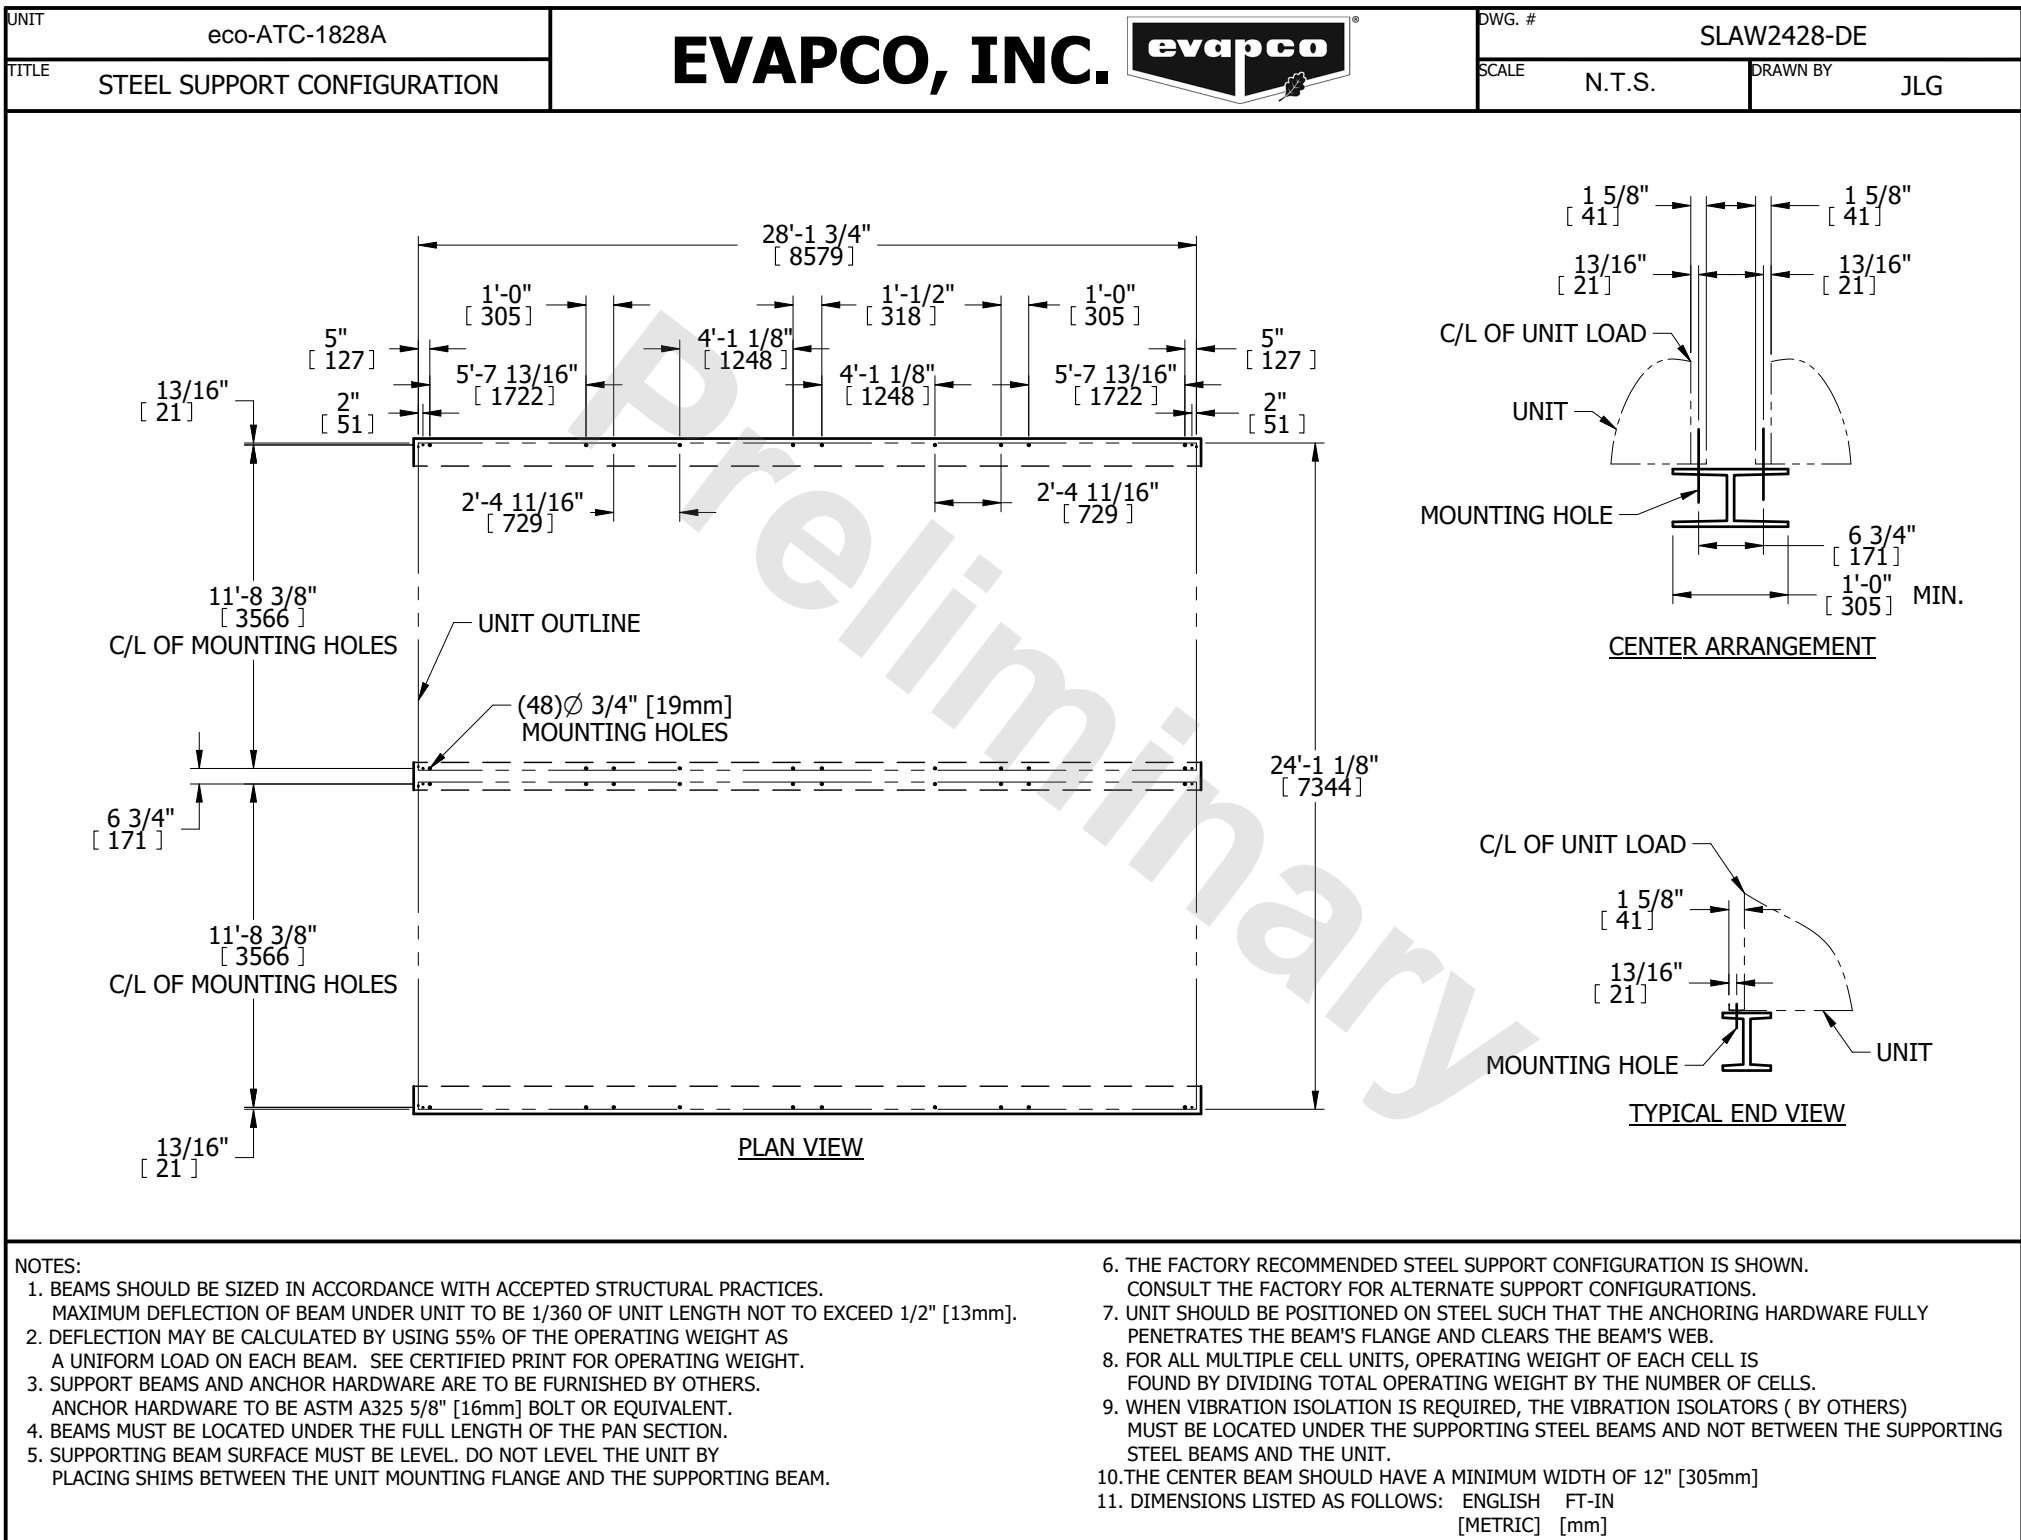 UNIT
eco-ATC-1828A
TITLE
STEEL SUPPORT CONFIGURATION
EVAPCO, INC.
evapco
®
DWG. #
SLAW2428-DE
SCALE
N.T.S.
DRAWN BY
JLG
28'-1 3/4"
[ 8579 ]
1'-0"
[ 305 ]
1'-1/2"
[ 318 ]
1'-0"
[ 305 ]
5"
[ 127 ]
4'-1 1/8"
[ 1248 ]
5"
[ 127 ]
5'-7 13/16"
[ 1722 ]
4'-1 1/8"
[ 1248 ]
5'-7 13/16"
[ 1722 ]
13/16"
[ 21 ]
2"
[ 51 ]
2"
[ 51 ]
2'-4 11/16"
[ 729 ]
2'-4 11/16"
[ 729 ]
11'-8 3/8"
[ 3566 ]
C/L OF MOUNTING HOLES
UNIT OUTLINE
(48)Ø 3/4" [19mm]
MOUNTING HOLES
6 3/4"
[ 171 ]
24'-1 1/8"
[ 7344 ]
11'-8 3/8"
[ 3566 ]
C/L OF MOUNTING HOLES
13/16"
[ 21 ]
PLAN VIEW
Preliminary
1 5/8"
[ 41 ]
1 5/8"
[ 41 ]
13/16"
[ 21 ]
13/16"
[ 21 ]
C/L OF UNIT LOAD
UNIT
MOUNTING HOLE
6 3/4"
[ 171 ]
1'-0"
[ 305 ] MIN.
CENTER ARRANGEMENT
C/L OF UNIT LOAD
1 5/8"
[ 41 ]
13/16"
[ 21 ]
MOUNTING HOLE
UNIT
TYPICAL END VIEW
NOTES:
1. BEAMS SHOULD BE SIZED IN ACCORDANCE WITH ACCEPTED STRUCTURAL PRACTICES.
MAXIMUM DEFLECTION OF BEAM UNDER UNIT TO BE 1/360 OF UNIT LENGTH NOT TO EXCEED 1/2" [13mm].
2. DEFLECTION MAY BE CALCULATED BY USING 55% OF THE OPERATING WEIGHT AS
A UNIFORM LOAD ON EACH BEAM. SEE CERTIFIED PRINT FOR OPERATING WEIGHT.
3. SUPPORT BEAMS AND ANCHOR HARDWARE ARE TO BE FURNISHED BY OTHERS.
ANCHOR HARDWARE TO BE ASTM A325 5/8" [16mm] BOLT OR EQUIVALENT.
4. BEAMS MUST BE LOCATED UNDER THE FULL LENGTH OF THE PAN SECTION.
5. SUPPORTING BEAM SURFACE MUST BE LEVEL. DO NOT LEVEL THE UNIT BY
PLACING SHIMS BETWEEN THE UNIT MOUNTING FLANGE AND THE SUPPORTING BEAM.
6. THE FACTORY RECOMMENDED STEEL SUPPORT CONFIGURATION IS SHOWN.
CONSULT THE FACTORY FOR ALTERNATE SUPPORT CONFIGURATIONS.
7. UNIT SHOULD BE POSITIONED ON STEEL SUCH THAT THE ANCHORING HARDWARE FULLY
PENETRATES THE BEAM'S FLANGE AND CLEARS THE BEAM'S WEB.
8. FOR ALL MULTIPLE CELL UNITS, OPERATING WEIGHT OF EACH CELL IS
FOUND BY DIVIDING TOTAL OPERATING WEIGHT BY THE NUMBER OF CELLS.
9. WHEN VIBRATION ISOLATION IS REQUIRED, THE VIBRATION ISOLATORS ( BY OTHERS)
MUST BE LOCATED UNDER THE SUPPORTING STEEL BEAMS AND NOT BETWEEN THE SUPPORTING
STEEL BEAMS AND THE UNIT.
10.THE CENTER BEAM SHOULD HAVE A MINIMUM WIDTH OF 12" [305mm]
11. DIMENSIONS LISTED AS FOLLOWS: ENGLISH FT-IN
[METRIC] [mm]